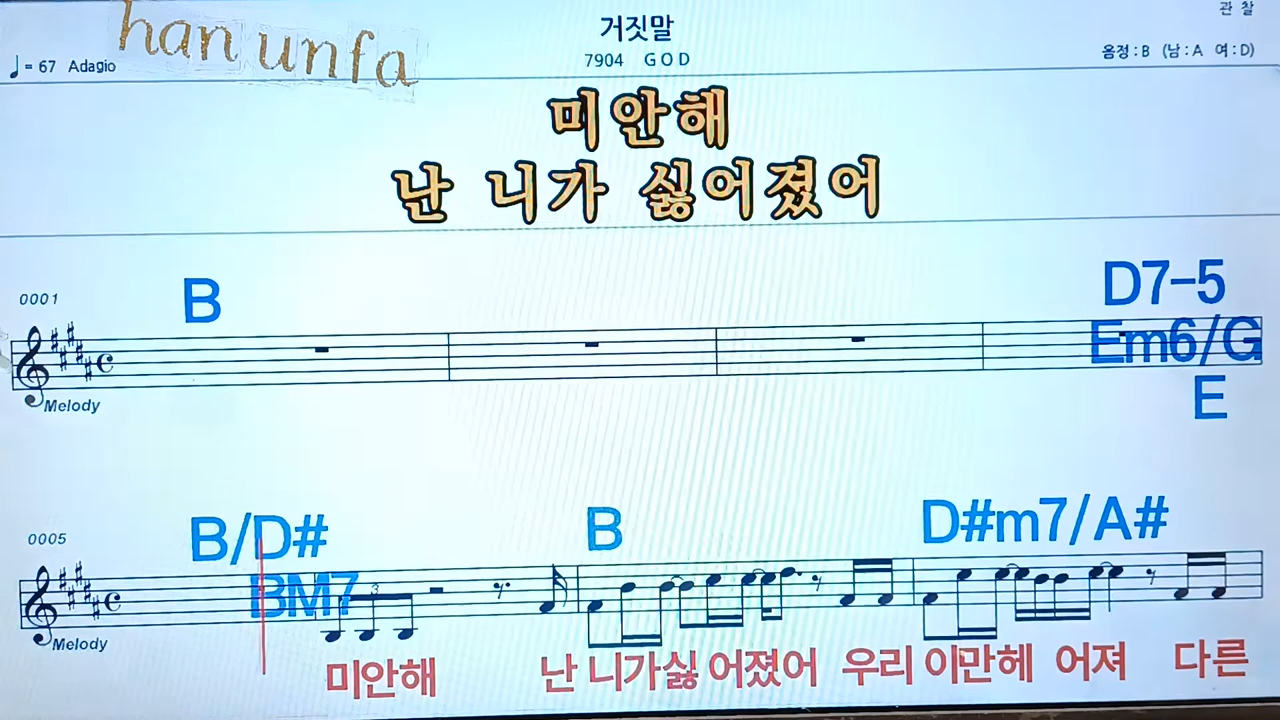 han unfa
거짓말
관 찰
♩= 67 Adagio
7904 GOD
음정 : B (남 : A 여 : D)
미안해
난 니가 싫어졌어
0001
B
D7-5
Em6/G
E
Melody
0005
B/D#
BM7
B
D#m7/A#
3
Melody
미안해 난 니가싫 어졌어 우리 이만헤 어져 다른